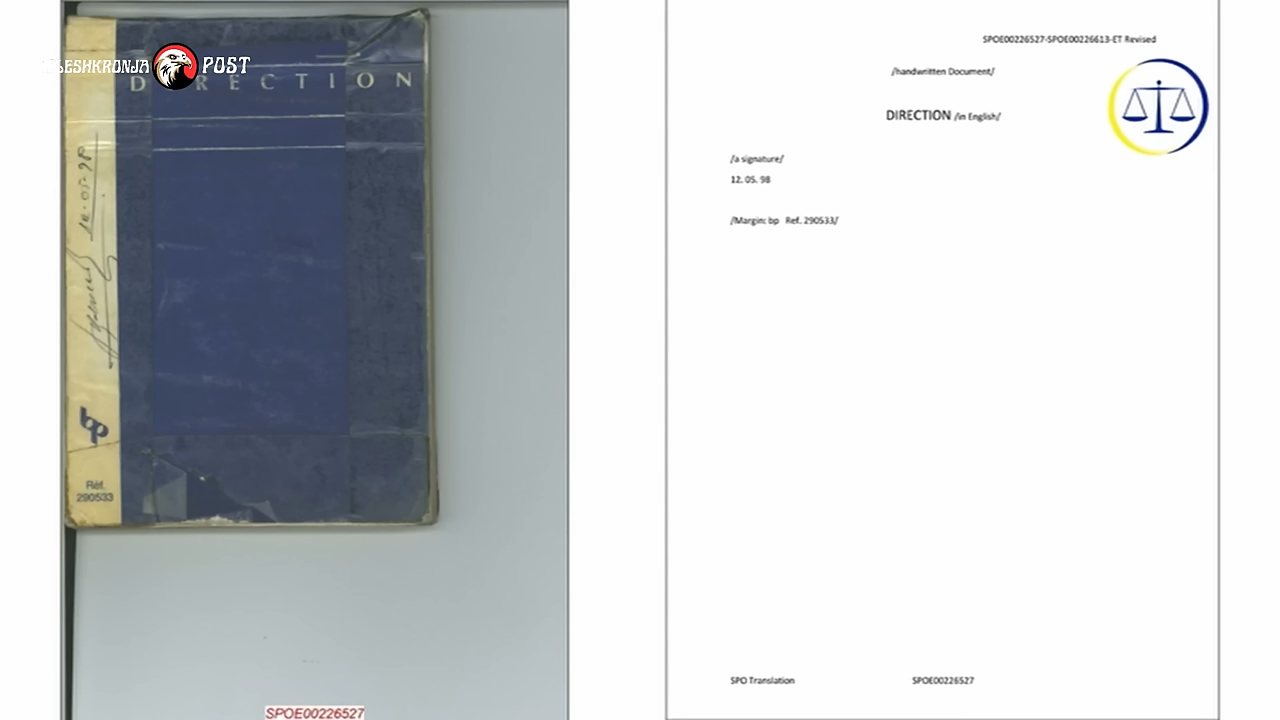 POST
DIRECTION
12.05.98
bp
Réf.
290533
SPOE00226527
SPOE00226527-SPOE00226613-ET Revised
/handwritten Document/
DIRECTION /in English/
/a signature/
12. 05. 98
/Margin: bp Ref. 290533/
SPO Translation SPOE00226527